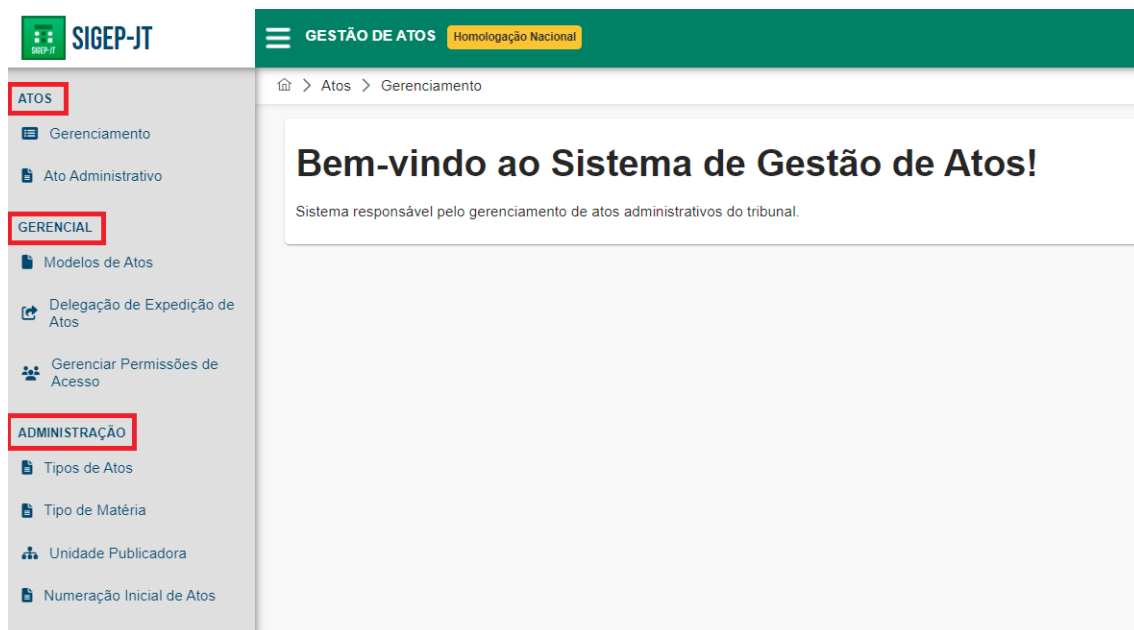 SIGEP-JT
SIGEP-JT
GESTÃO DE ATOS Homologação Nacional
Atos > Gerenciamento
ATOS
Gerenciamento
Ato Administrativo
GERENCIAL
Modelos de Atos
Delegação de Expedição de
Atos
Gerenciar Permissões de
Acesso
ADMINISTRAÇÃO
Tipos de Atos
Tipo de Matéria
Unidade Publicadora
Numeração Inicial de Atos
Bem-vindo ao Sistema de Gestão de Atos!
Sistema responsável pelo gerenciamento de atos administrativos do tribunal.